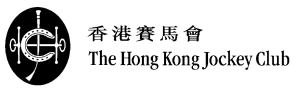 香港賽馬會
The Hong Kong Jockey Club